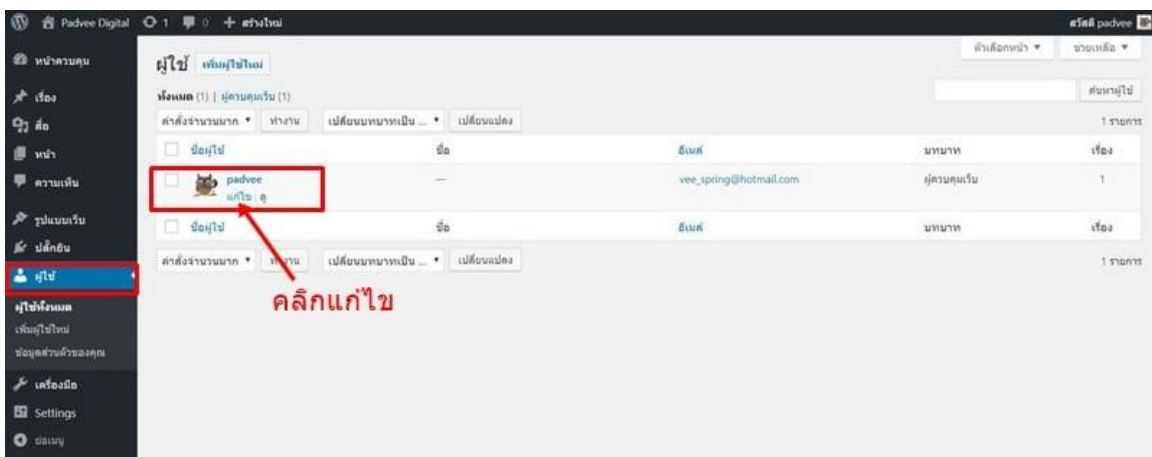 Padvee Digital 1 0 + สร้างใหม่ สวัสดี padvee
หน้าควบคุม
เรื่อง
สื่อ
หน้า
ความเห็น
รูปแบบเว็บ
ปลั๊กอิน
ผู้ใช้
ผู้ใช้ทั้งหมด
เพิ่มผู้ใช้ใหม่
ข้อมูลส่วนตัวของคุณ
เครื่องมือ
Settings
ย่อเมนู
ตัวเลือกหน้า ช่วยเหลือ
ผู้ใช้ เพิ่มผู้ใช้ใหม่
ทั้งหมด (1) | ผู้ควบคุมเว็บ (1) ค้นหาผู้ใช้
คำสั่งจำนวนมาก ทำงาน เปลี่ยนบทบาทเป็น ... เปลี่ยนแปลง 1 รายการ
ชื่อผู้ใช้ ชื่อ อีเมล์ บทบาท เรื่อง
padvee — vee_spring@hotmail.com ผู้ควบคุมเว็บ 1
แก้ไข | ดู
ชื่อผู้ใช้ ชื่อ อีเมล์ บทบาท เรื่อง
คำสั่งจำนวนมาก ทำงาน เปลี่ยนบทบาทเป็น ... เปลี่ยนแปลง 1 รายการ
คลิกแก้ไข